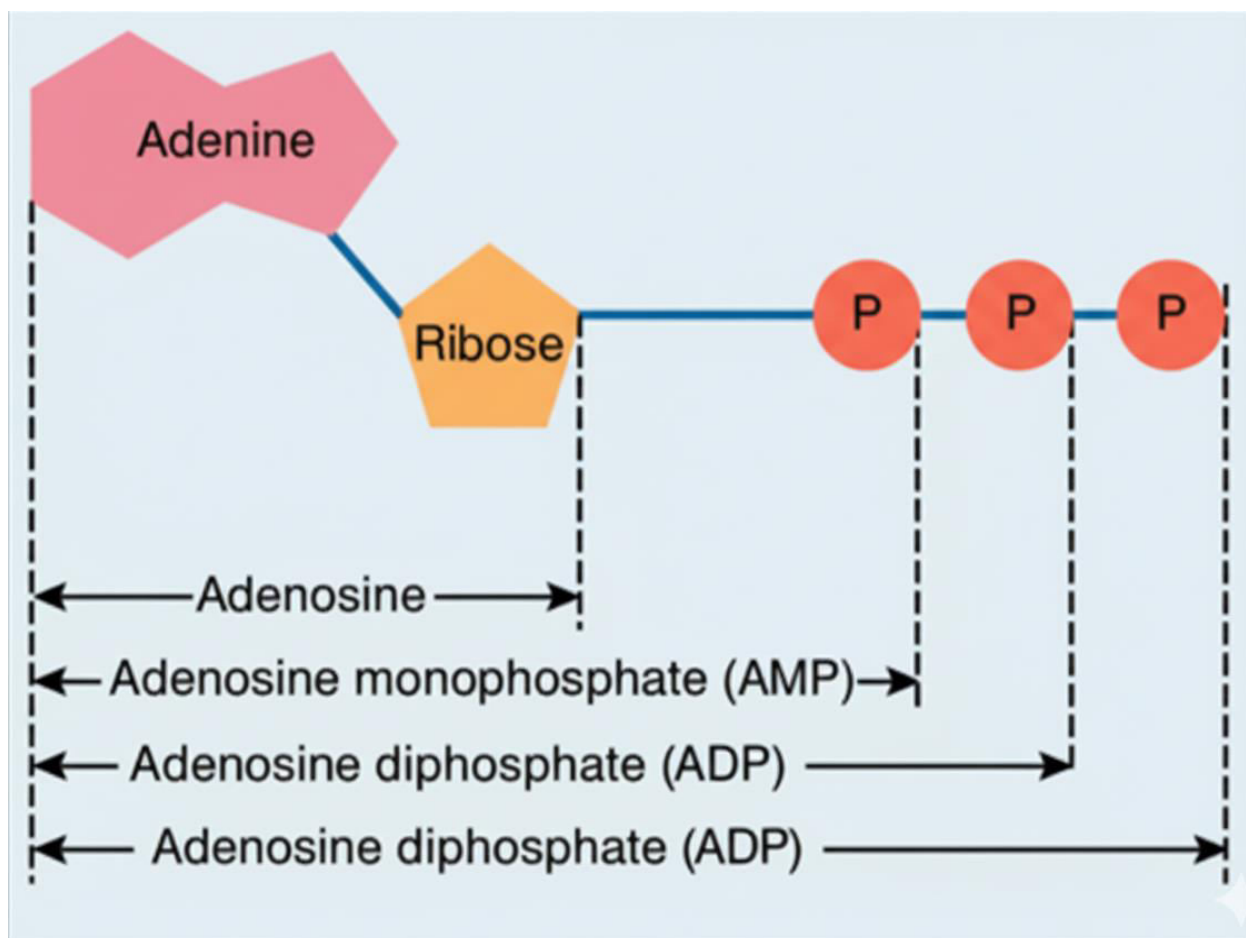 Adenine
Ribose
P P P
Adenosine
Adenosine monophosphate (AMP)
Adenosine diphosphate (ADP)
Adenosine diphosphate (ADP)